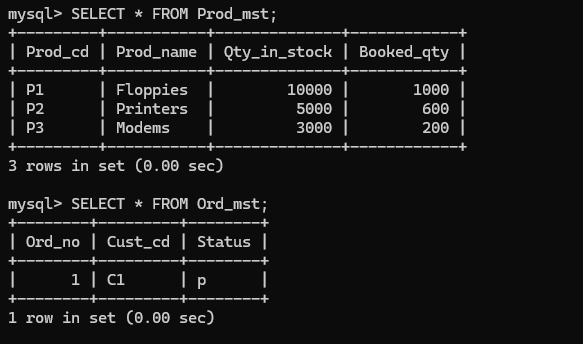 mysql> SELECT * FROM Prod_mst;
+---------+-----------+--------------+------------+
| Prod_cd | Prod_name | Qty_in_stock | Booked_qty |
+---------+-----------+--------------+------------+
| P1      | Floppies  |        10000 |       1000 |
| P2      | Printers  |         5000 |        600 |
| P3      | Modems    |         3000 |        200 |
+---------+-----------+--------------+------------+
3 rows in set (0.00 sec)

mysql> SELECT * FROM Ord_mst;
+--------+---------+--------+
| Ord_no | Cust_cd | Status |
+--------+---------+--------+
|      1 | C1      | p      |
+--------+---------+--------+
1 row in set (0.00 sec)